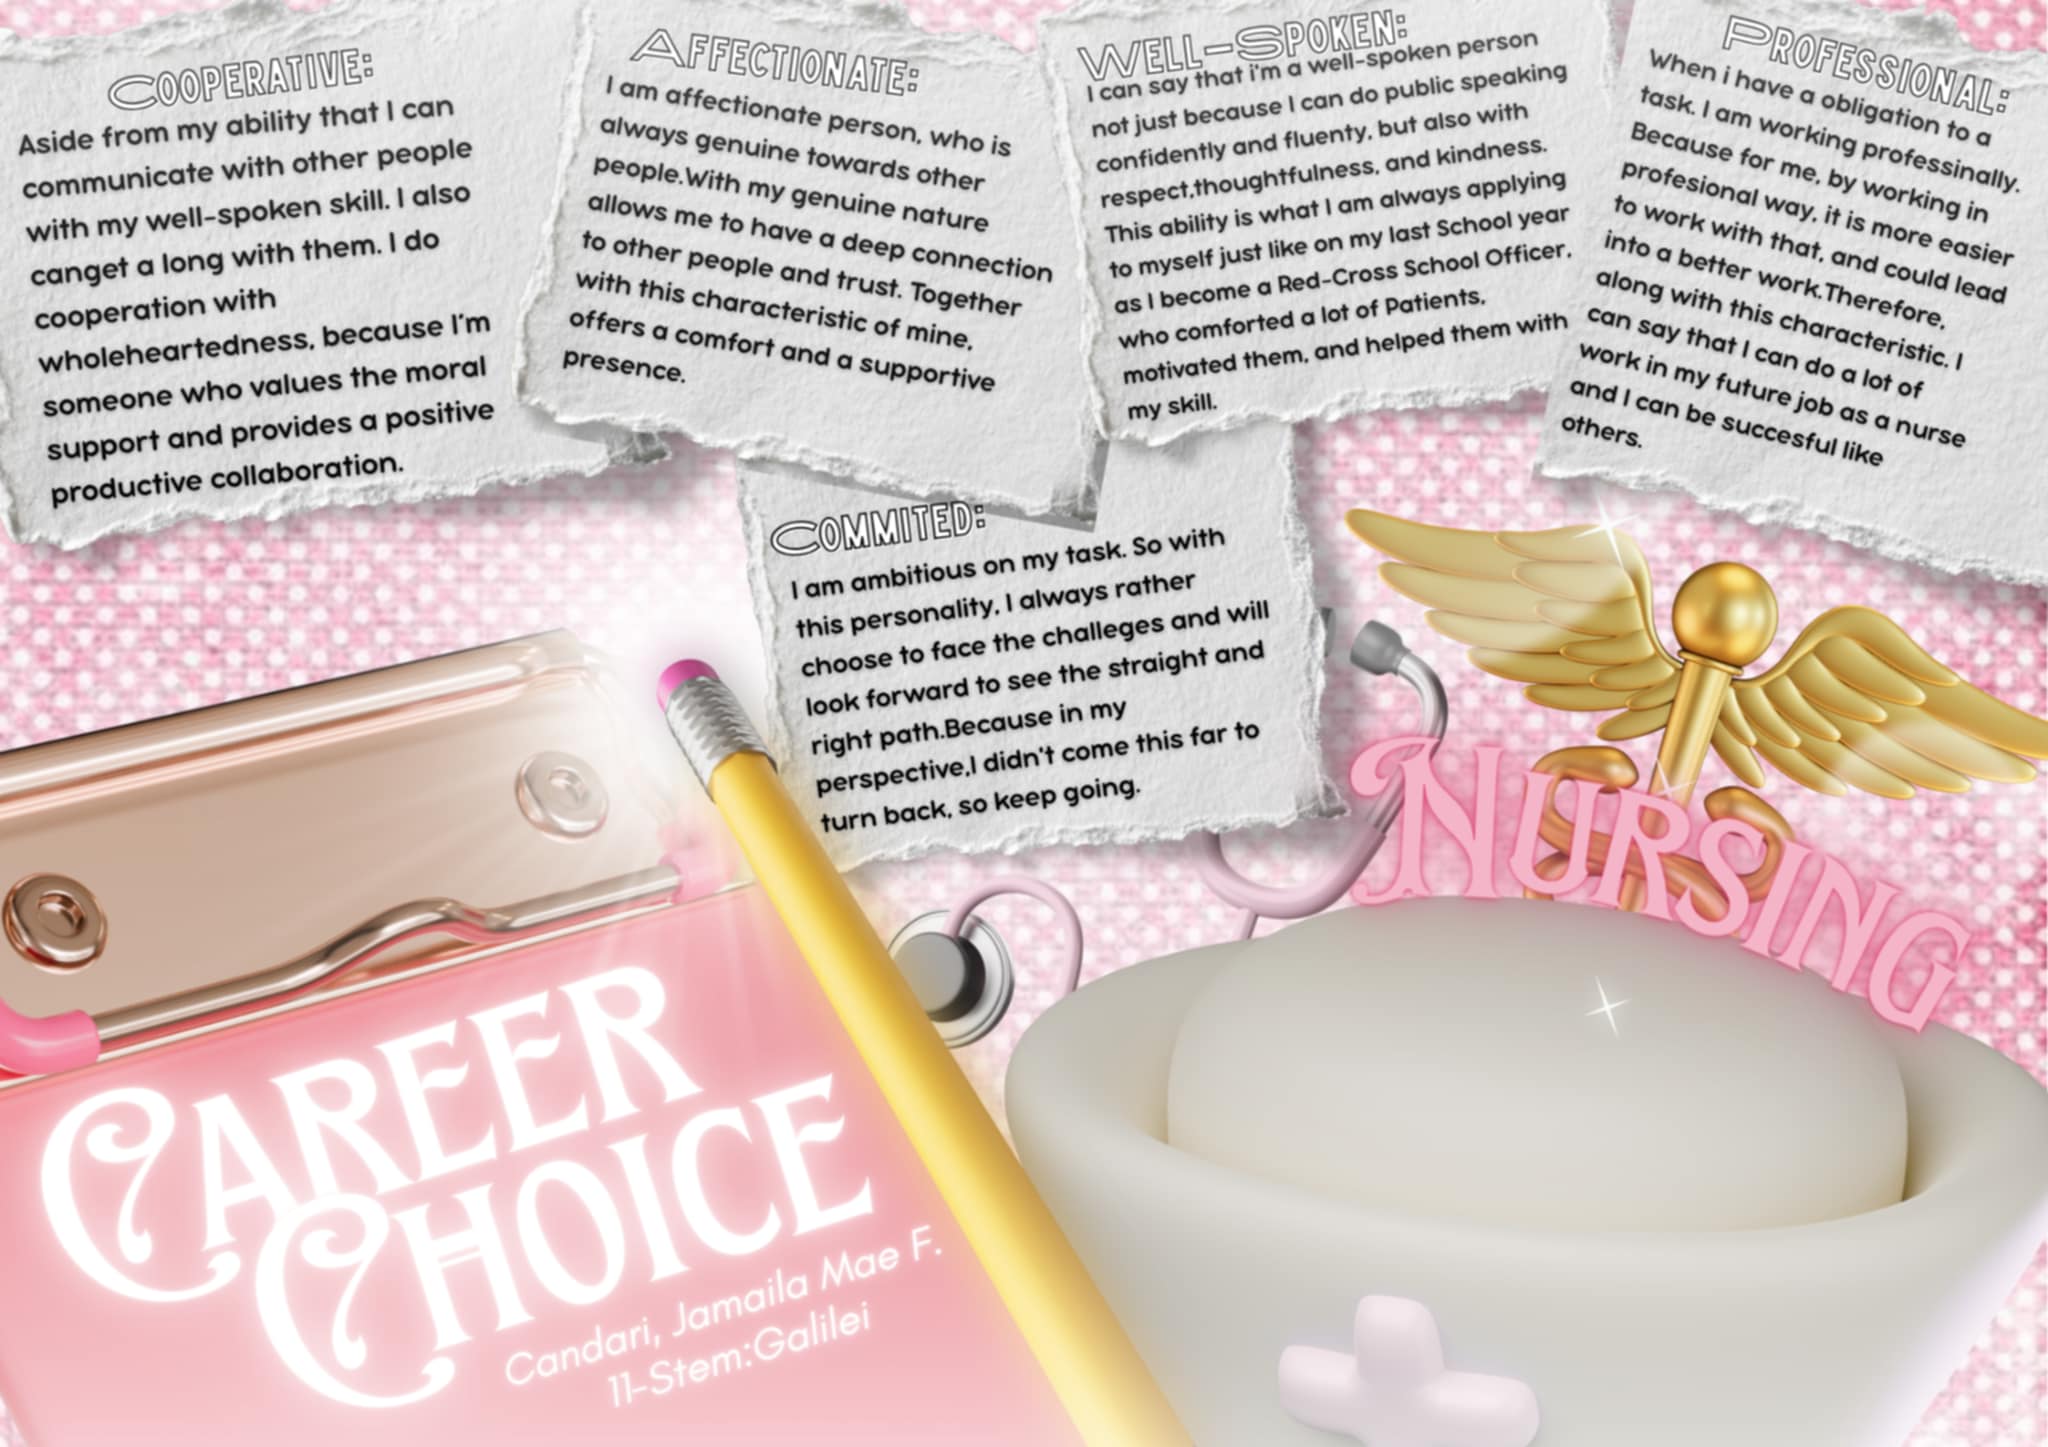 COOPERATIVE:
Aside from my ability that I can
communicate with other people
with my well-spoken skill. I also
canget a long with them. I do
cooperation with
wholeheartedness, because I'm
someone who values the moral
support and provides a positive
productive collaboration.
AFFECTIONATE:
I am affectionate person, who is
always genuine towards other
people.With my genuine nature
allows me to have a deep connection
to other people and trust. Together
with this characteristic of mine,
offers a comfort and a supportive
presence.
WELL-SPOKEN:
I can say that i'm a well-spoken person
not just because I can do public speaking
confidently and fluenty, but also with
respect,thoughtfulness, and kindness.
This ability is what I am always applying
to myself just like on my last School year
as I become a Red-Cross School Officer,
who comforted a lot of Patients,
motivated them, and helped them with
my skill.
PROFESSIONAL:
When i have a obligation to a
task. I am working professinally.
Because for me, by working in
profesional way, it is more easier
to work with that, and could lead
into a better work.Therefore,
along with this characteristic. I
can say that I can do a lot of
work in my future job as a nurse
and I can be succesful like
others.
COMMITED:
I am ambitious on my task. So with
this personality, I always rather
choose to face the challeges and will
look forward to see the straight and
right path.Because in my
perspective,I didn't come this far to
turn back, so keep going.
NURSING
CAREER
CHOICE
Candari, Jamaila Mae F.
11-Stem:Galilei